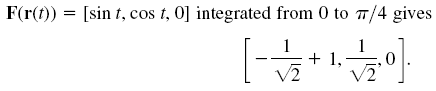 F(r(t)) = [sin t, cos t, 0] integrated from 0 to π/4 gives
[ -1/√2 + 1, 1/√2, 0 ].